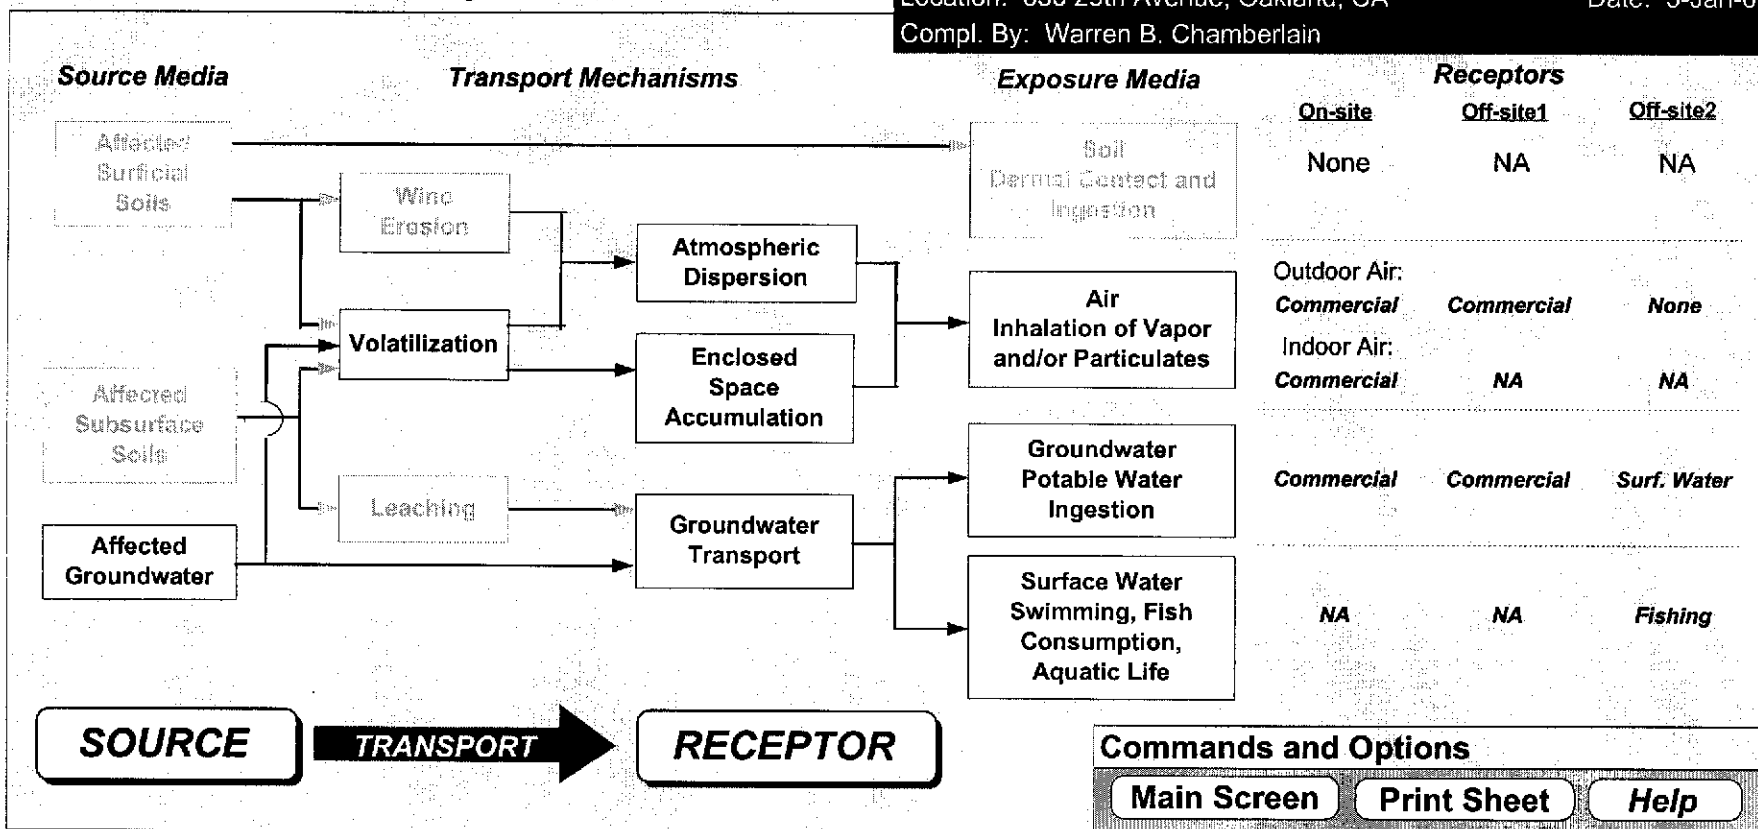 Compl. By: Warren B. Chamberlain
Source Media
Transport Mechanisms
Exposure Media
Receptors
On-site
Off-site1
Off-site2
Affected
Surficial
Soils
Soil
Dermal Contact and
Ingestion
None
NA
NA
Wind
Erosion
Atmospheric
Dispersion
Air
Inhalation of Vapor
and/or Particulates
Outdoor Air:
Commercial
Commercial
None
Indoor Air:
Commercial
NA
NA
Volatilization
Enclosed
Space
Accumulation
Affected
Subsurface
Soils
Groundwater
Potable Water
Ingestion
Commercial
Commercial
Surf. Water
Leaching
Groundwater
Transport
Affected
Groundwater
Surface Water
Swimming, Fish
Consumption,
Aquatic Life
NA
NA
Fishing
SOURCE
TRANSPORT
RECEPTOR
Commands and Options
Main Screen
Print Sheet
Help